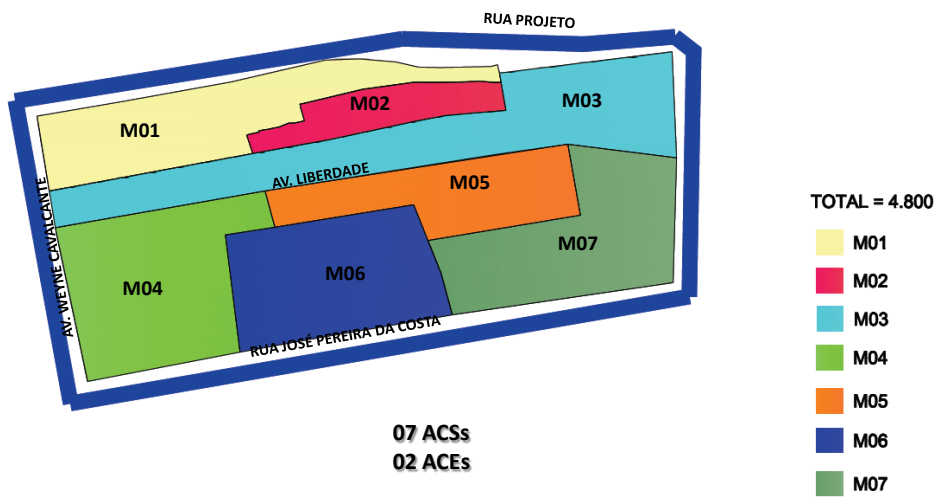 RUA PROJETO
M01
M02
M03
AV. LIBERDADE
M05
AV. WEYNE CAVALCANTE
M04
M06
M07
RUA JOSÉ PEREIRA DA COSTA
07 ACSs
02 ACEs
TOTAL = 4.800
M01
M02
M03
M04
M05
M06
M07